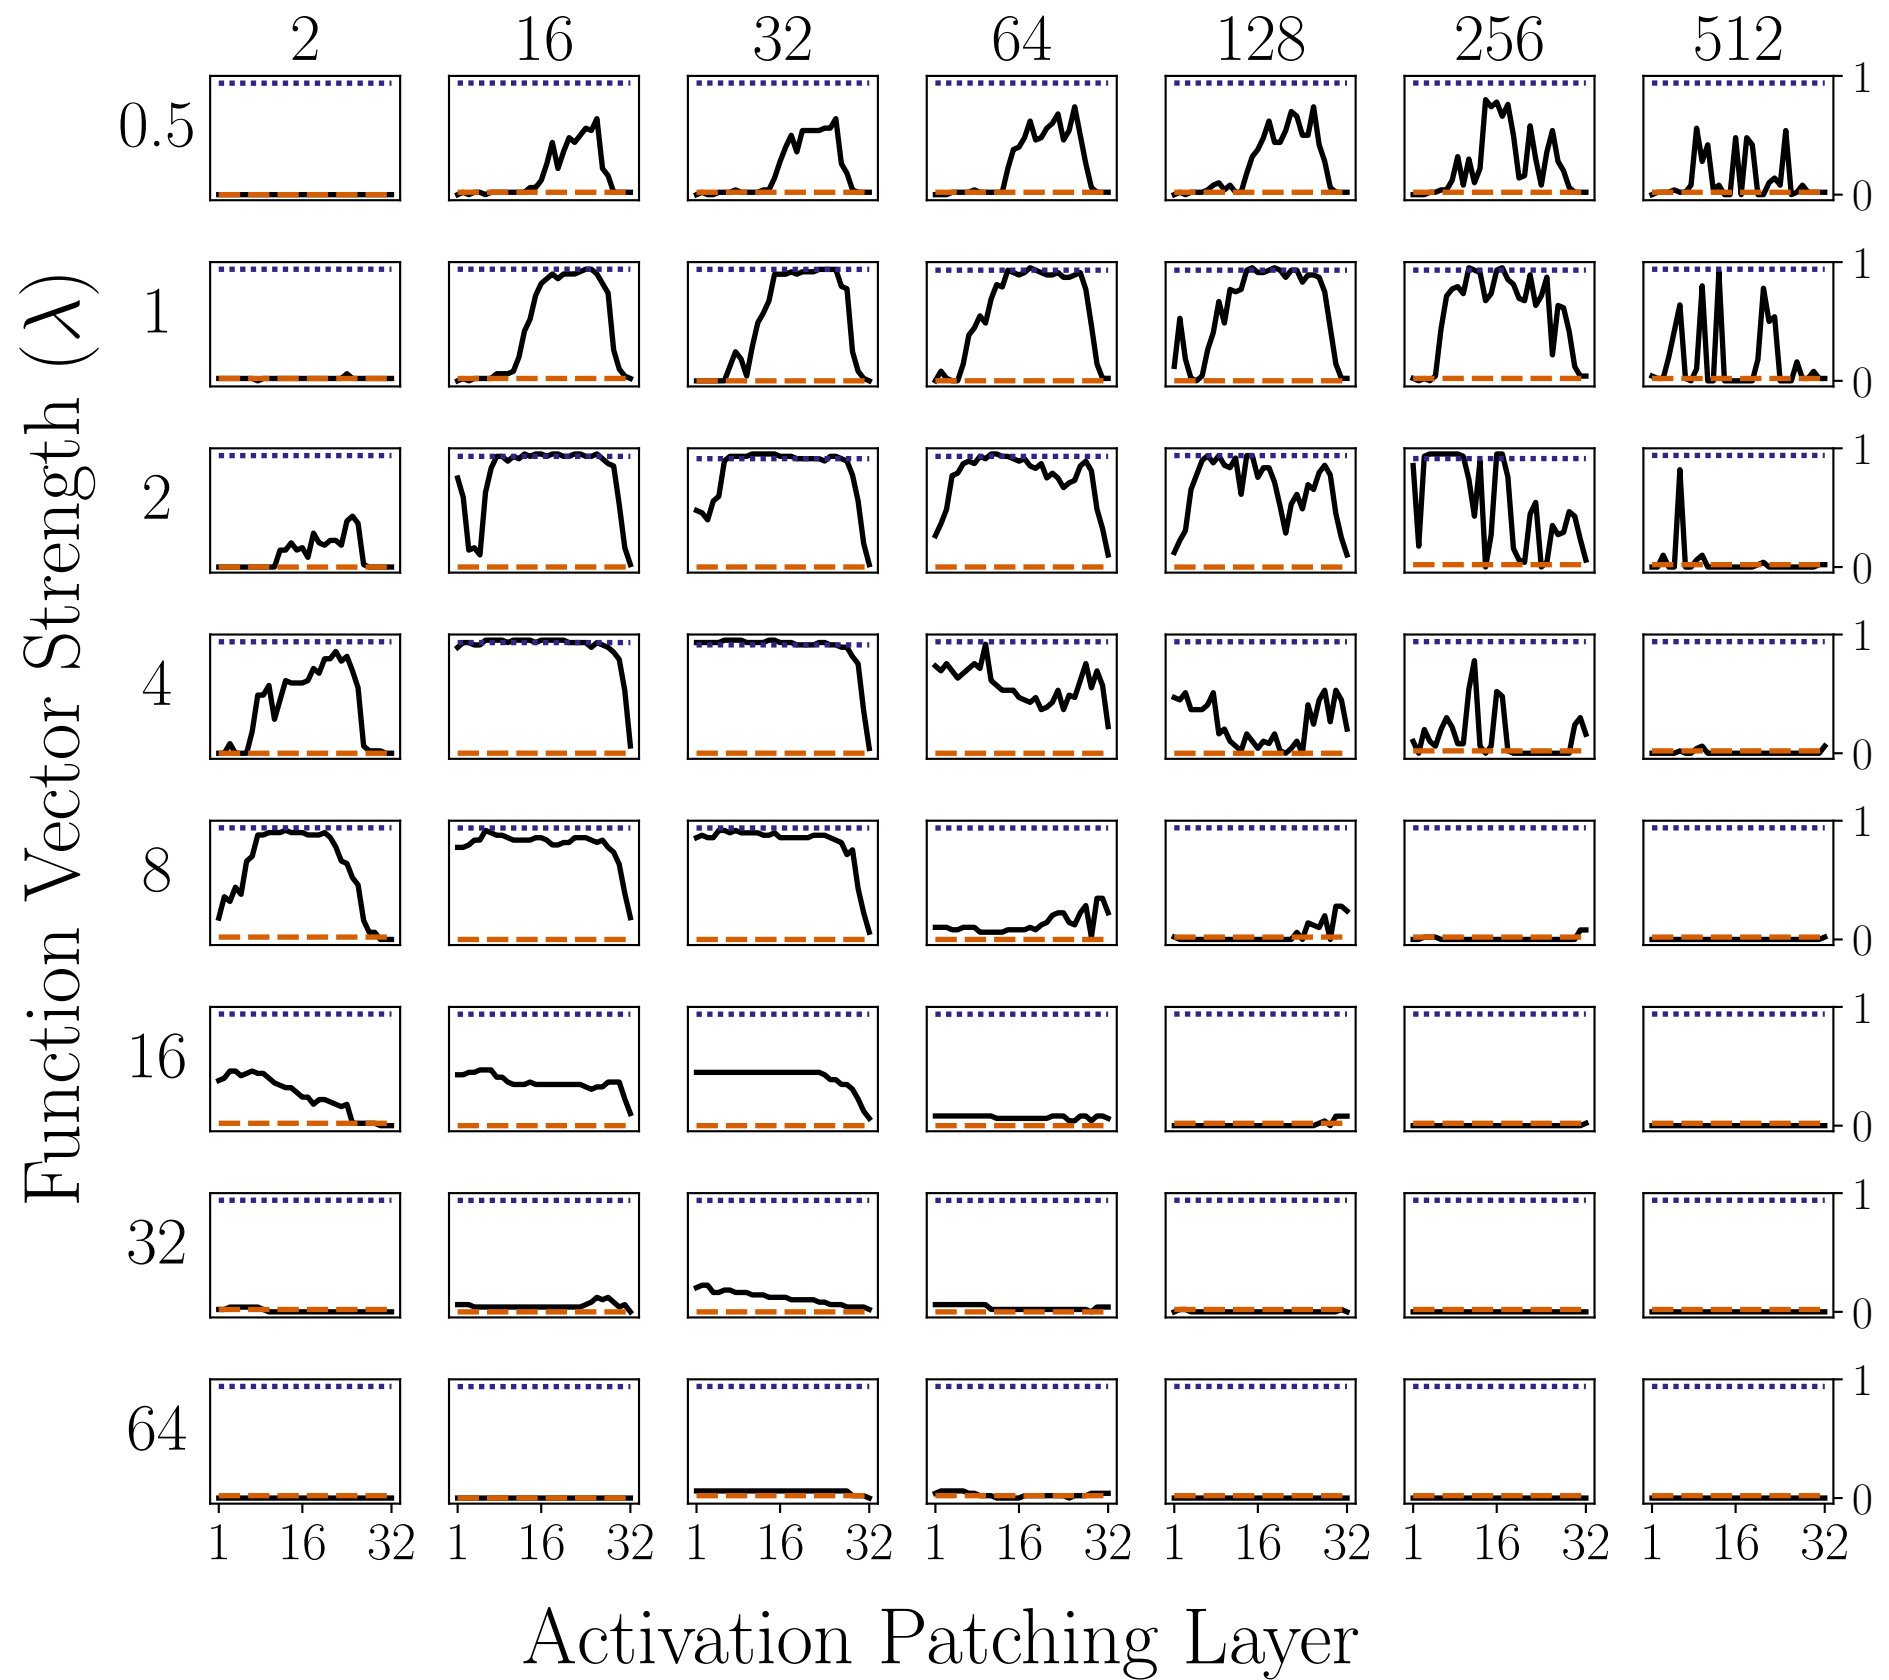 2 16 32 64 128 256 512
Function Vector Strength (λ)
0.5 1 0
1 1 0
2 1 0
4 1 0
8 1 0
16 1 0
32 1 0
64 1 0
1 16 32 1 16 32 1 16 32 1 16 32 1 16 32 1 16 32 1 16 32
Activation Patching Layer